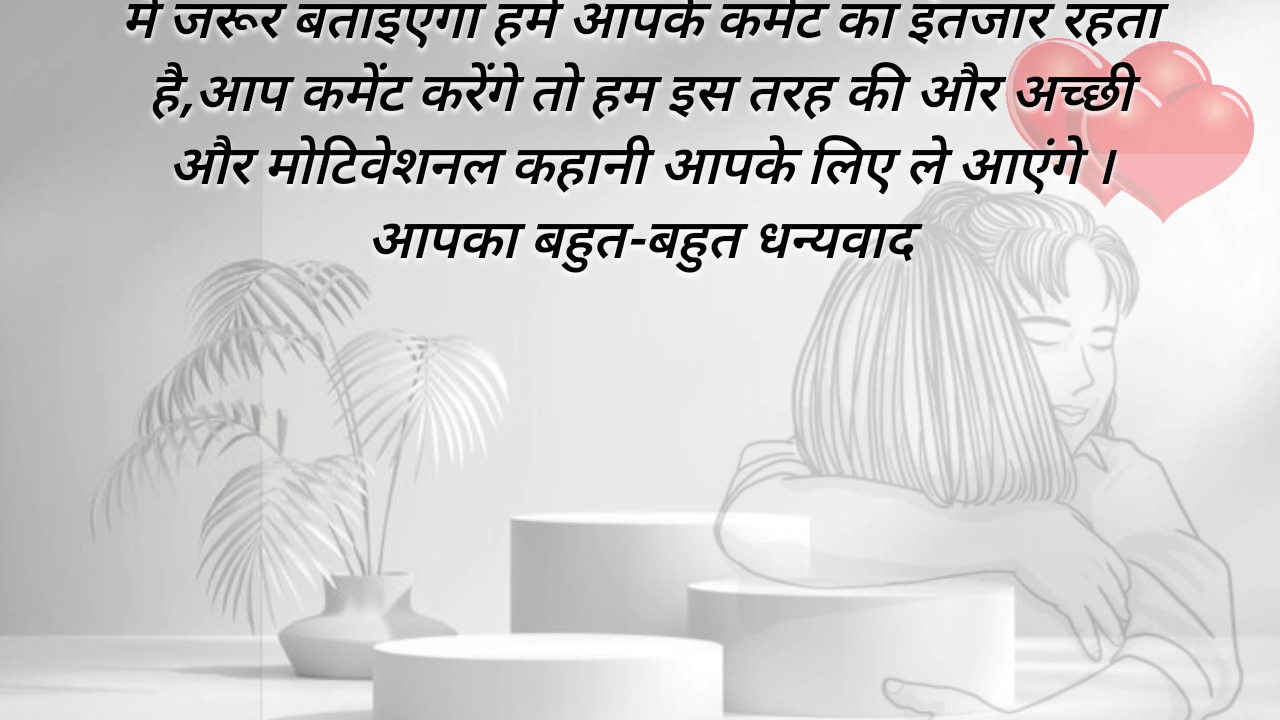 में जरूर बताइएगा हमें आपके कमेंट का इंतजार रहता
है,आप कमेंट करेंगे तो हम इस तरह की और अच्छी
और मोटिवेशनल कहानी आपके लिए ले आएंगे ।
आपका बहुत-बहुत धन्यवाद